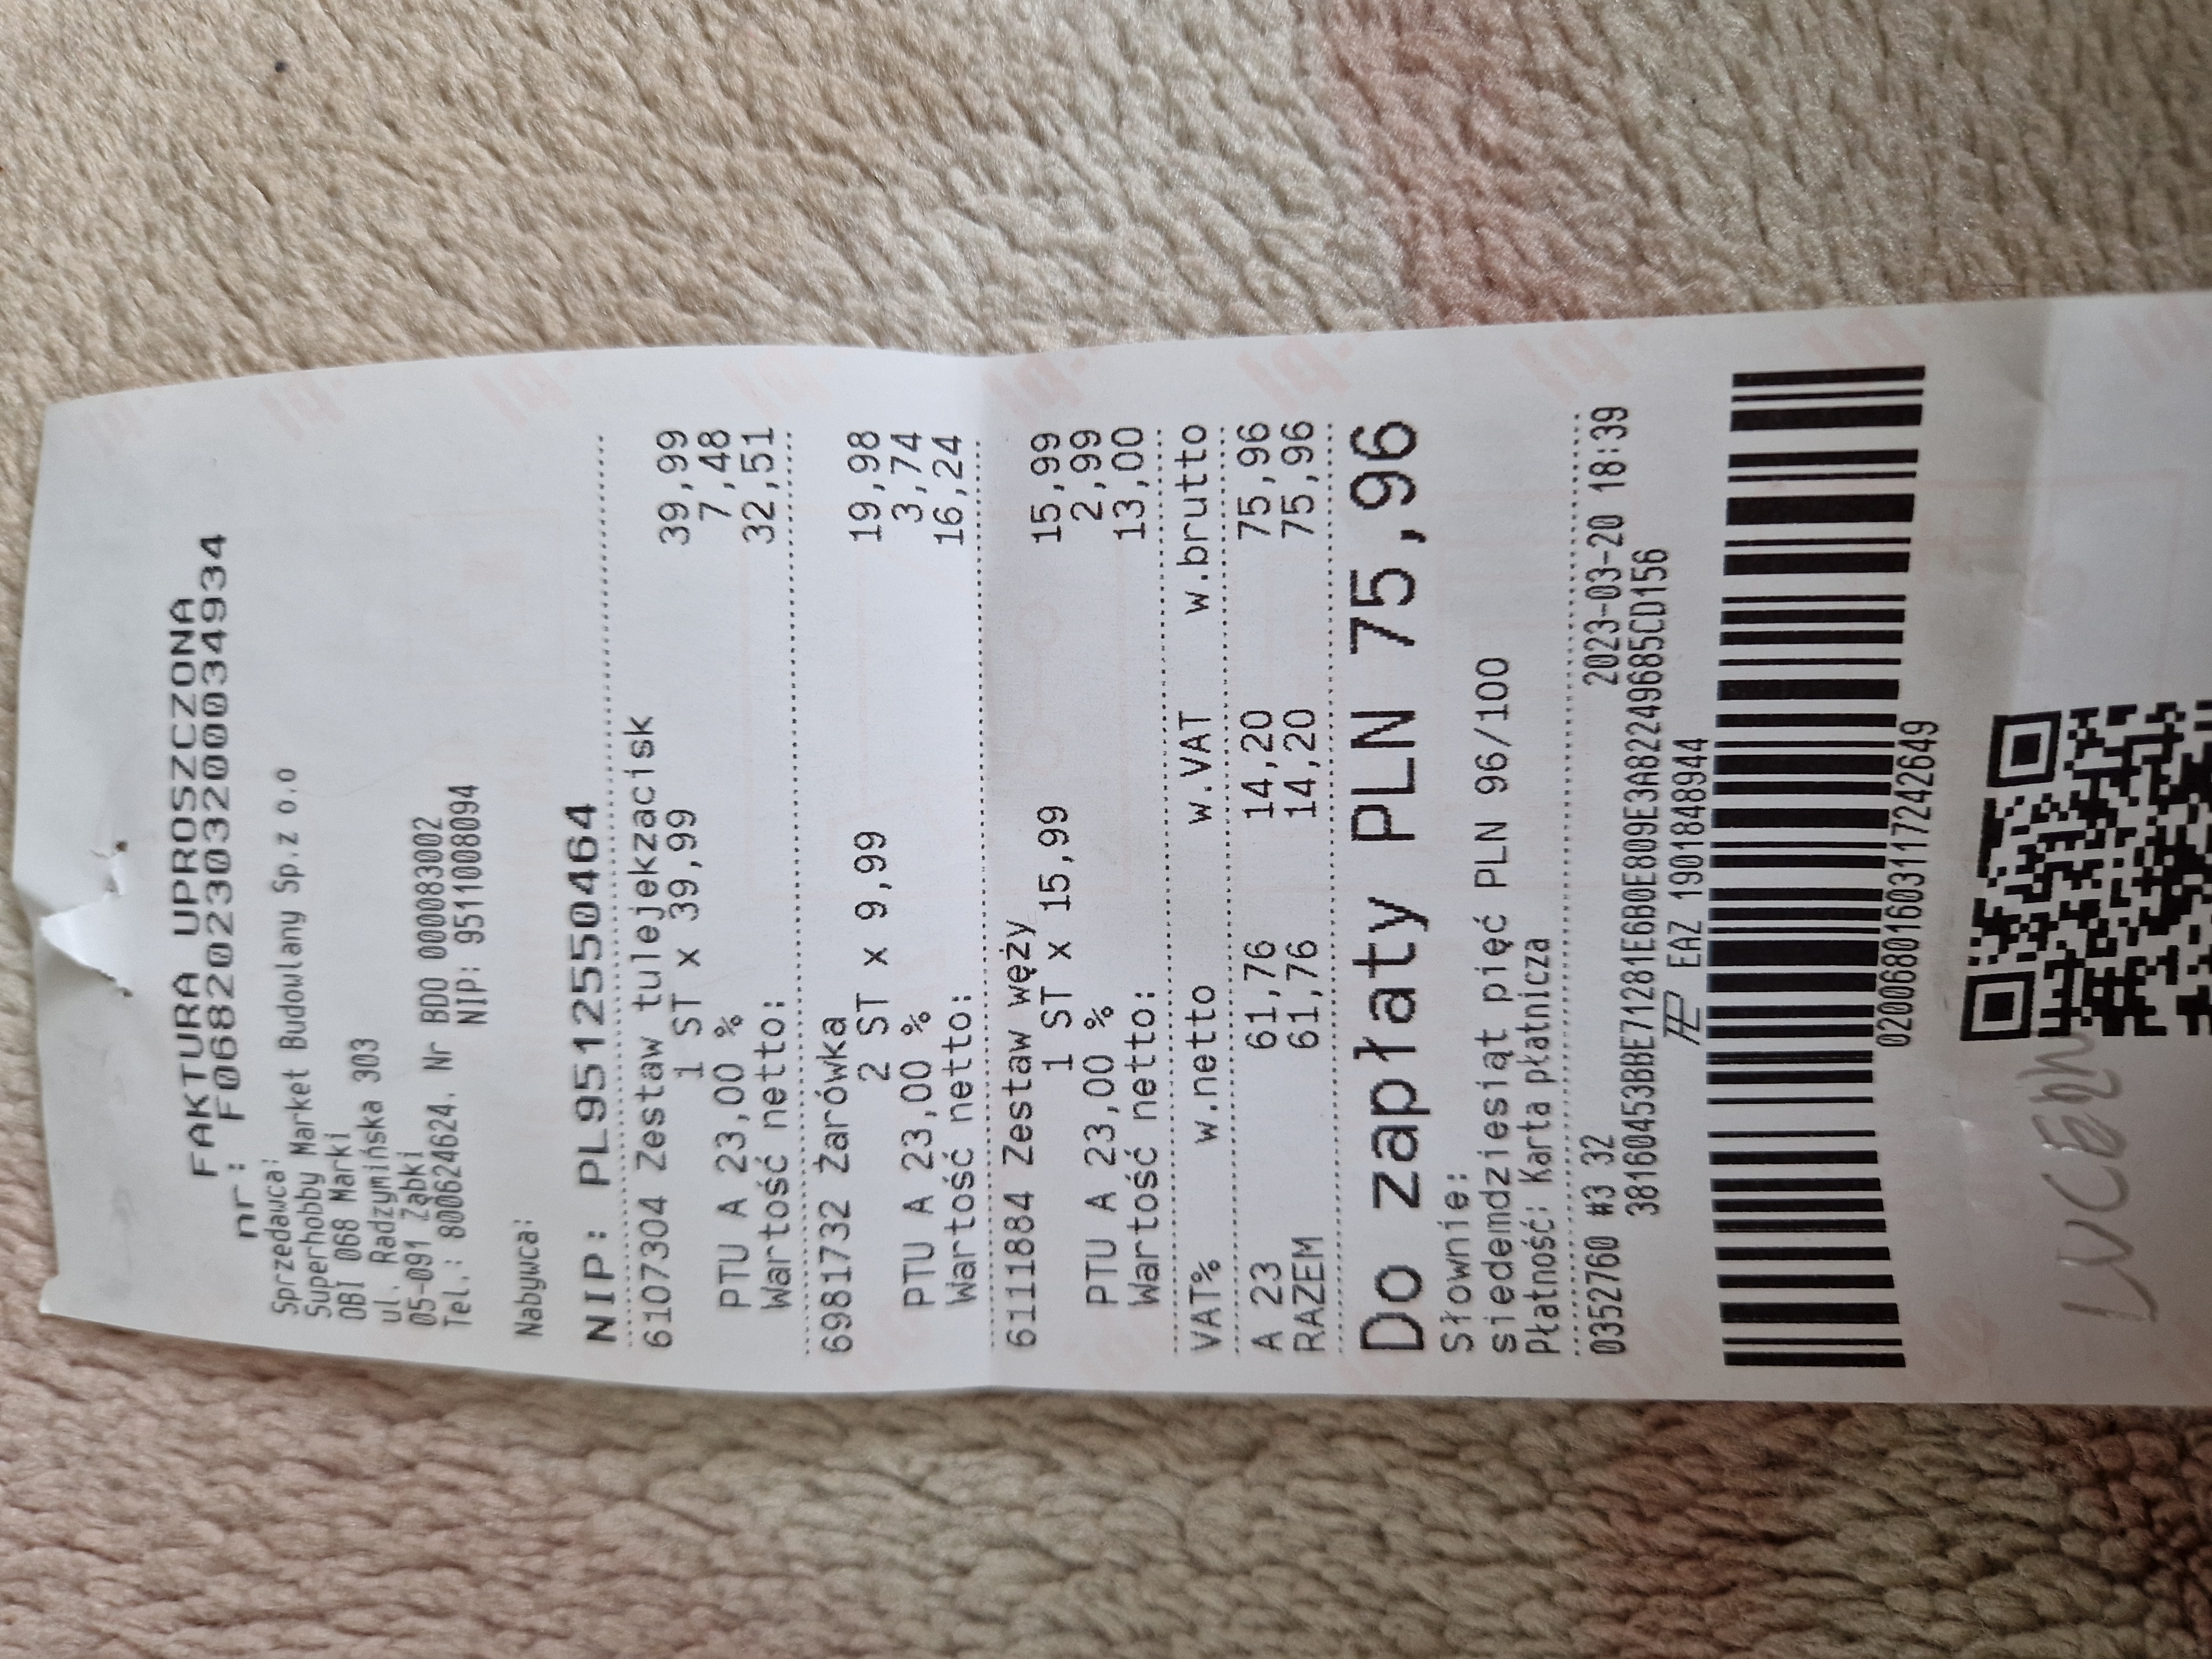 FAKTURA UPROSZCZONA
nr: F068202303200034934
Sprzedawca:
Superhobby Market Budowlany Sp.z o.o
OBI 068 Marki
ul. Radzymińska 303
05-091 Ząbki
Tel.: 800624624. Nr BDO 000083002
NIP: 9511008094
Nabywca:
NIP: PL9512550464
6107304 Zestaw tulejekzacisk
1 ST x 39,99 39,99
PTU A 23,00 % 7,48
Wartość netto: 32,51
6981732 Żarówka
2 ST x 9,99 19,98
PTU A 23,00 % 3,74
Wartość netto: 16,24
6111884 Zestaw węży
1 ST x 15,99 15,99
PTU A 23,00 % 2,99
Wartość netto: 13,00
VAT% w.netto w.VAT w.brutto
A 23 61,76 14,20 75,96
RAZEM 61,76 14,20 75,96
Do zapłaty PLN 75,96
Słownie:
siedemdziesiąt pięć PLN 96/100
Płatność: Karta płatnicza
0352760 #3 32 2023-03-20 18:39
38160453BBE71281E6B0E809E3A82249685CD156
EAZ 1901848944
02006801603117242649